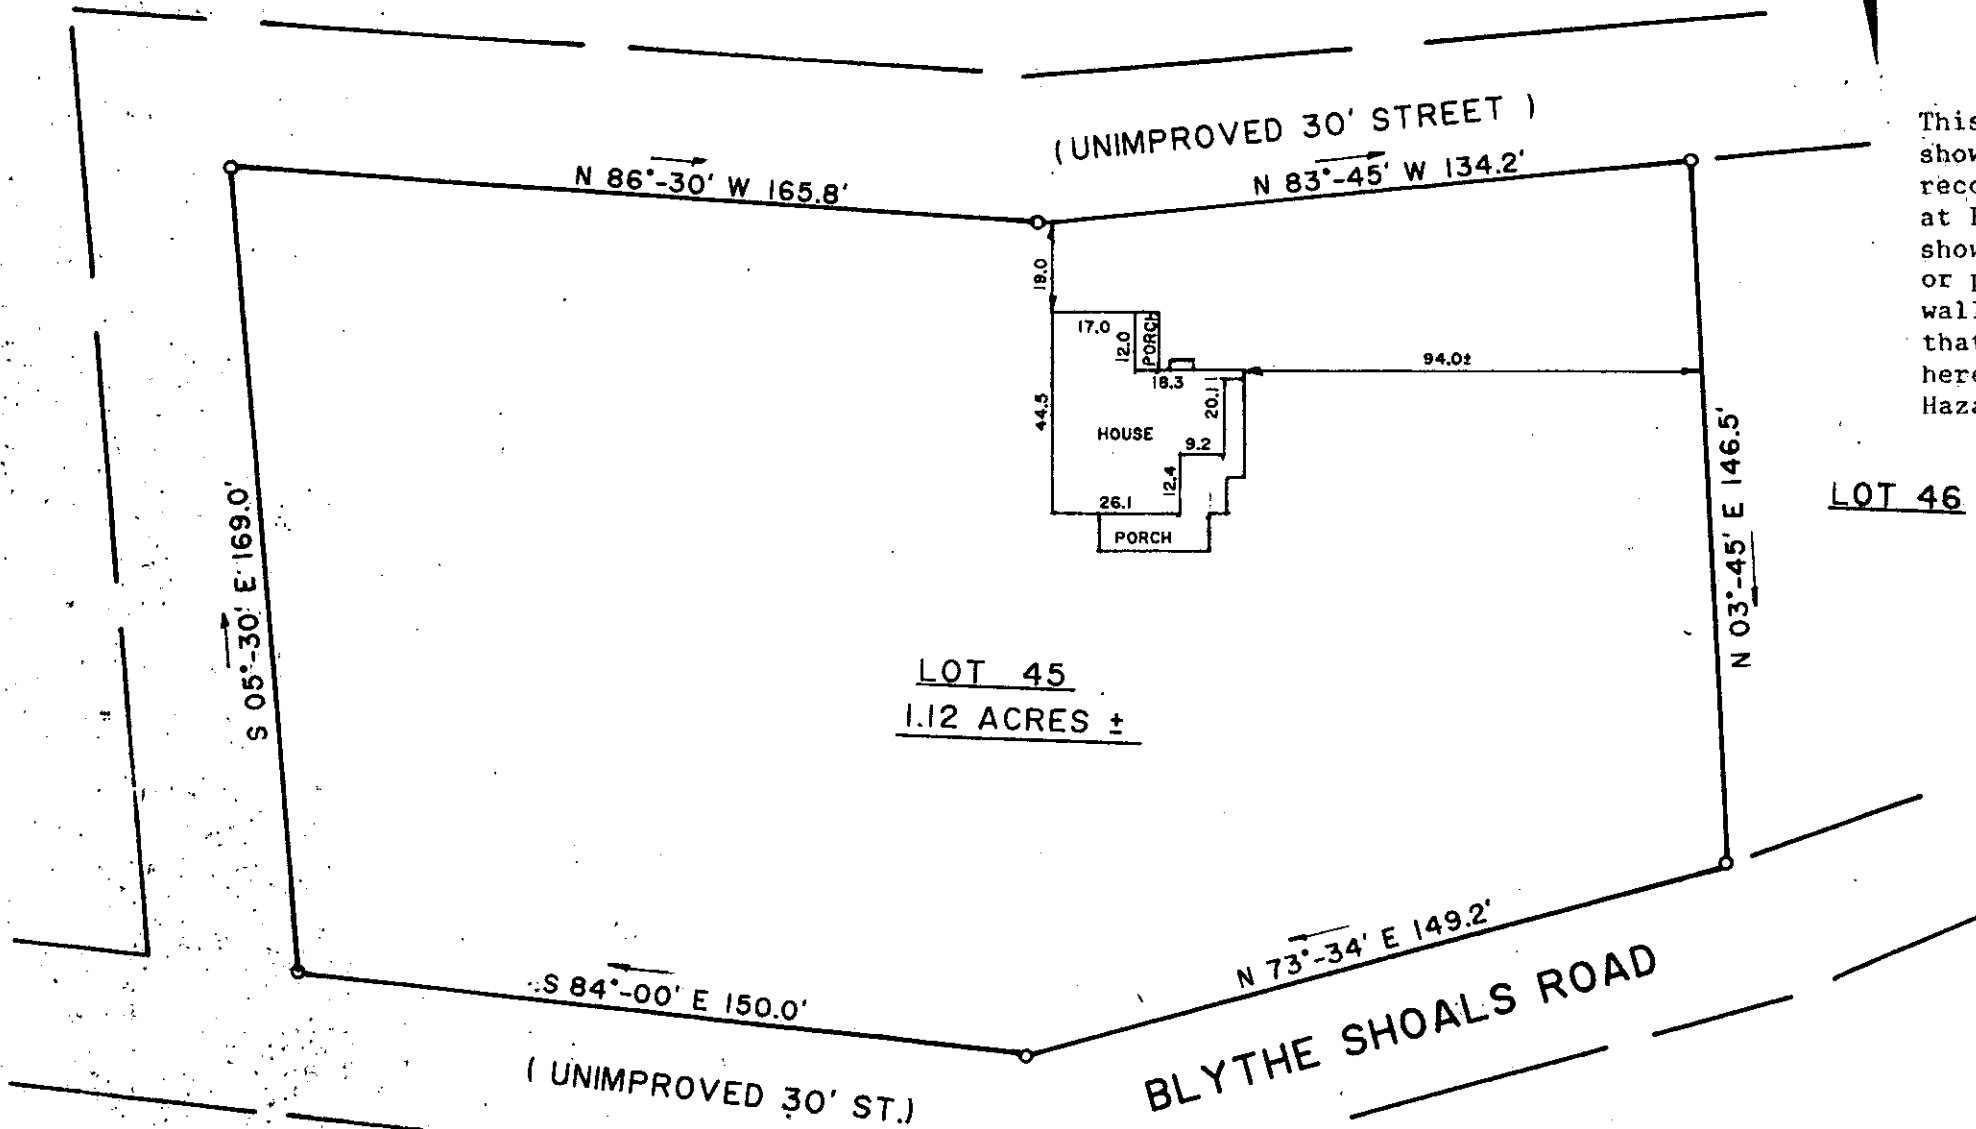 (UNIMPROVED 30' STREET )
N 86°-30' W 165.8'
N 83°-45' W 134.2'
This
show
reco
at
show
or
wall
that
here
Haza
19.0
17.0
12.0
PORCH
18.3
94.0±
44.5
20.1
HOUSE
9.2
12.4
26.1
PORCH
S 05°-30' E 169.0'
N 03°-45' E 146.5'
LOT 46
LOT 45
1.12 ACRES ±
S 84°-00' E 150.0'
N 73°-34' E 149.2'
( UNIMPROVED 30' ST.)
BLYTHE SHOALS ROAD